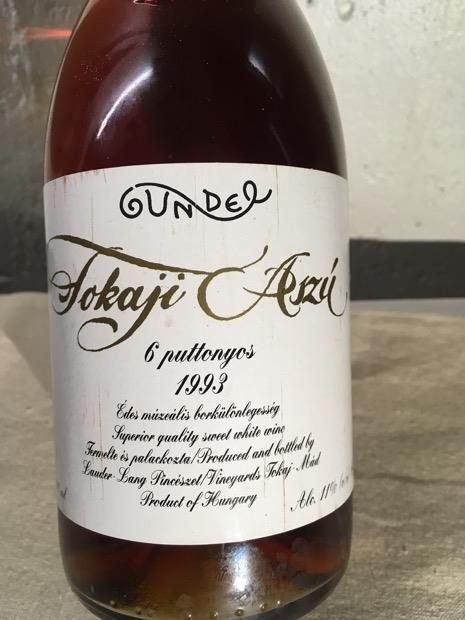 GUNDEL
Tokaji Aszú
6 puttonyos
1993
Édes múzeális borkülönlegesség
Superior quality sweet white wine
Termelte és palackozta/Produced and bottled by
Lauder-Lang Pincészet/Vineyards Tokaj-Mád
Product of Hungary
Alc. 11%